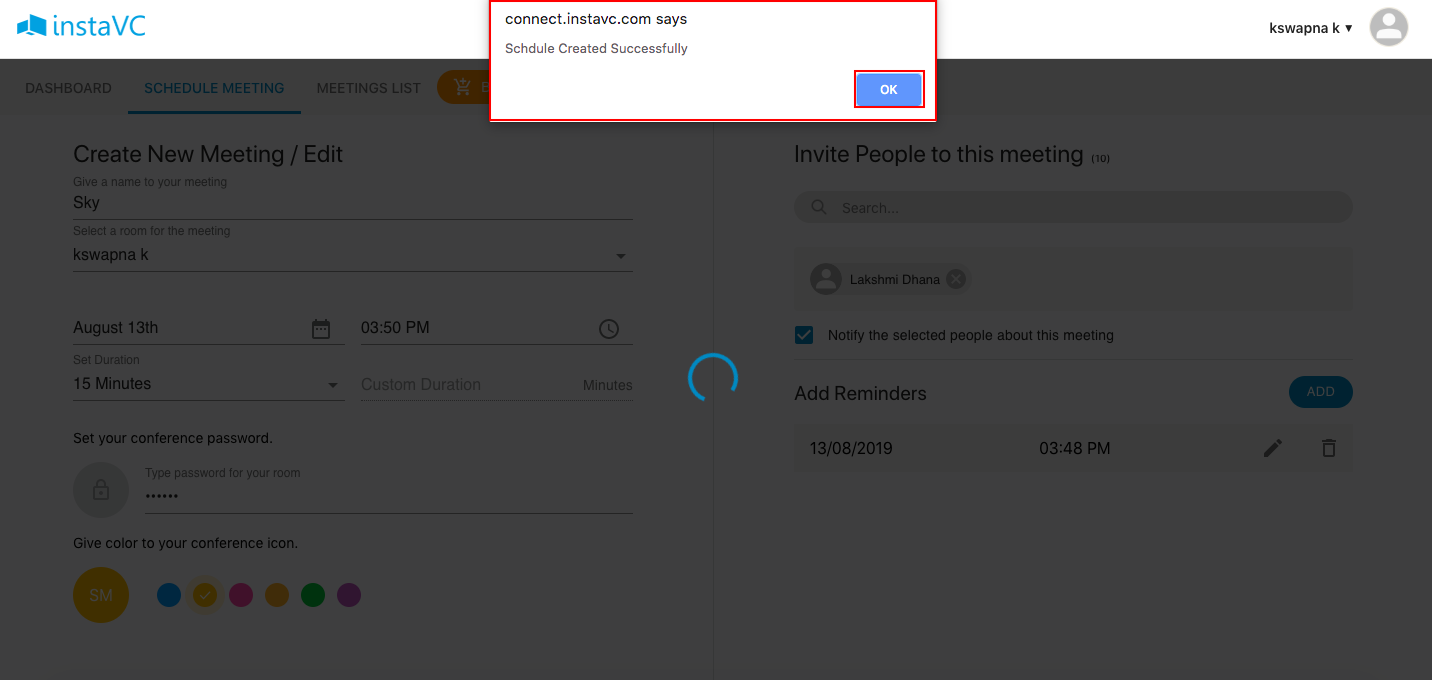 instaVC
connect.instavc.com says
Schdule Created Successfully
OK
kswapna k ▼
DASHBOARD
SCHEDULE MEETING
MEETINGS LIST
Create New Meeting / Edit
Give a name to your meeting
Sky
Select a room for the meeting
kswapna k
August 13th
03:50 PM
Set Duration
15 Minutes
Custom Duration
Minutes
Set your conference password.
Type password for your room
••••••
Give color to your conference icon.
SM
Invite People to this meeting (10)
Search...
Lakshmi Dhana
Notify the selected people about this meeting
Add Reminders
ADD
13/08/2019
03:48 PM